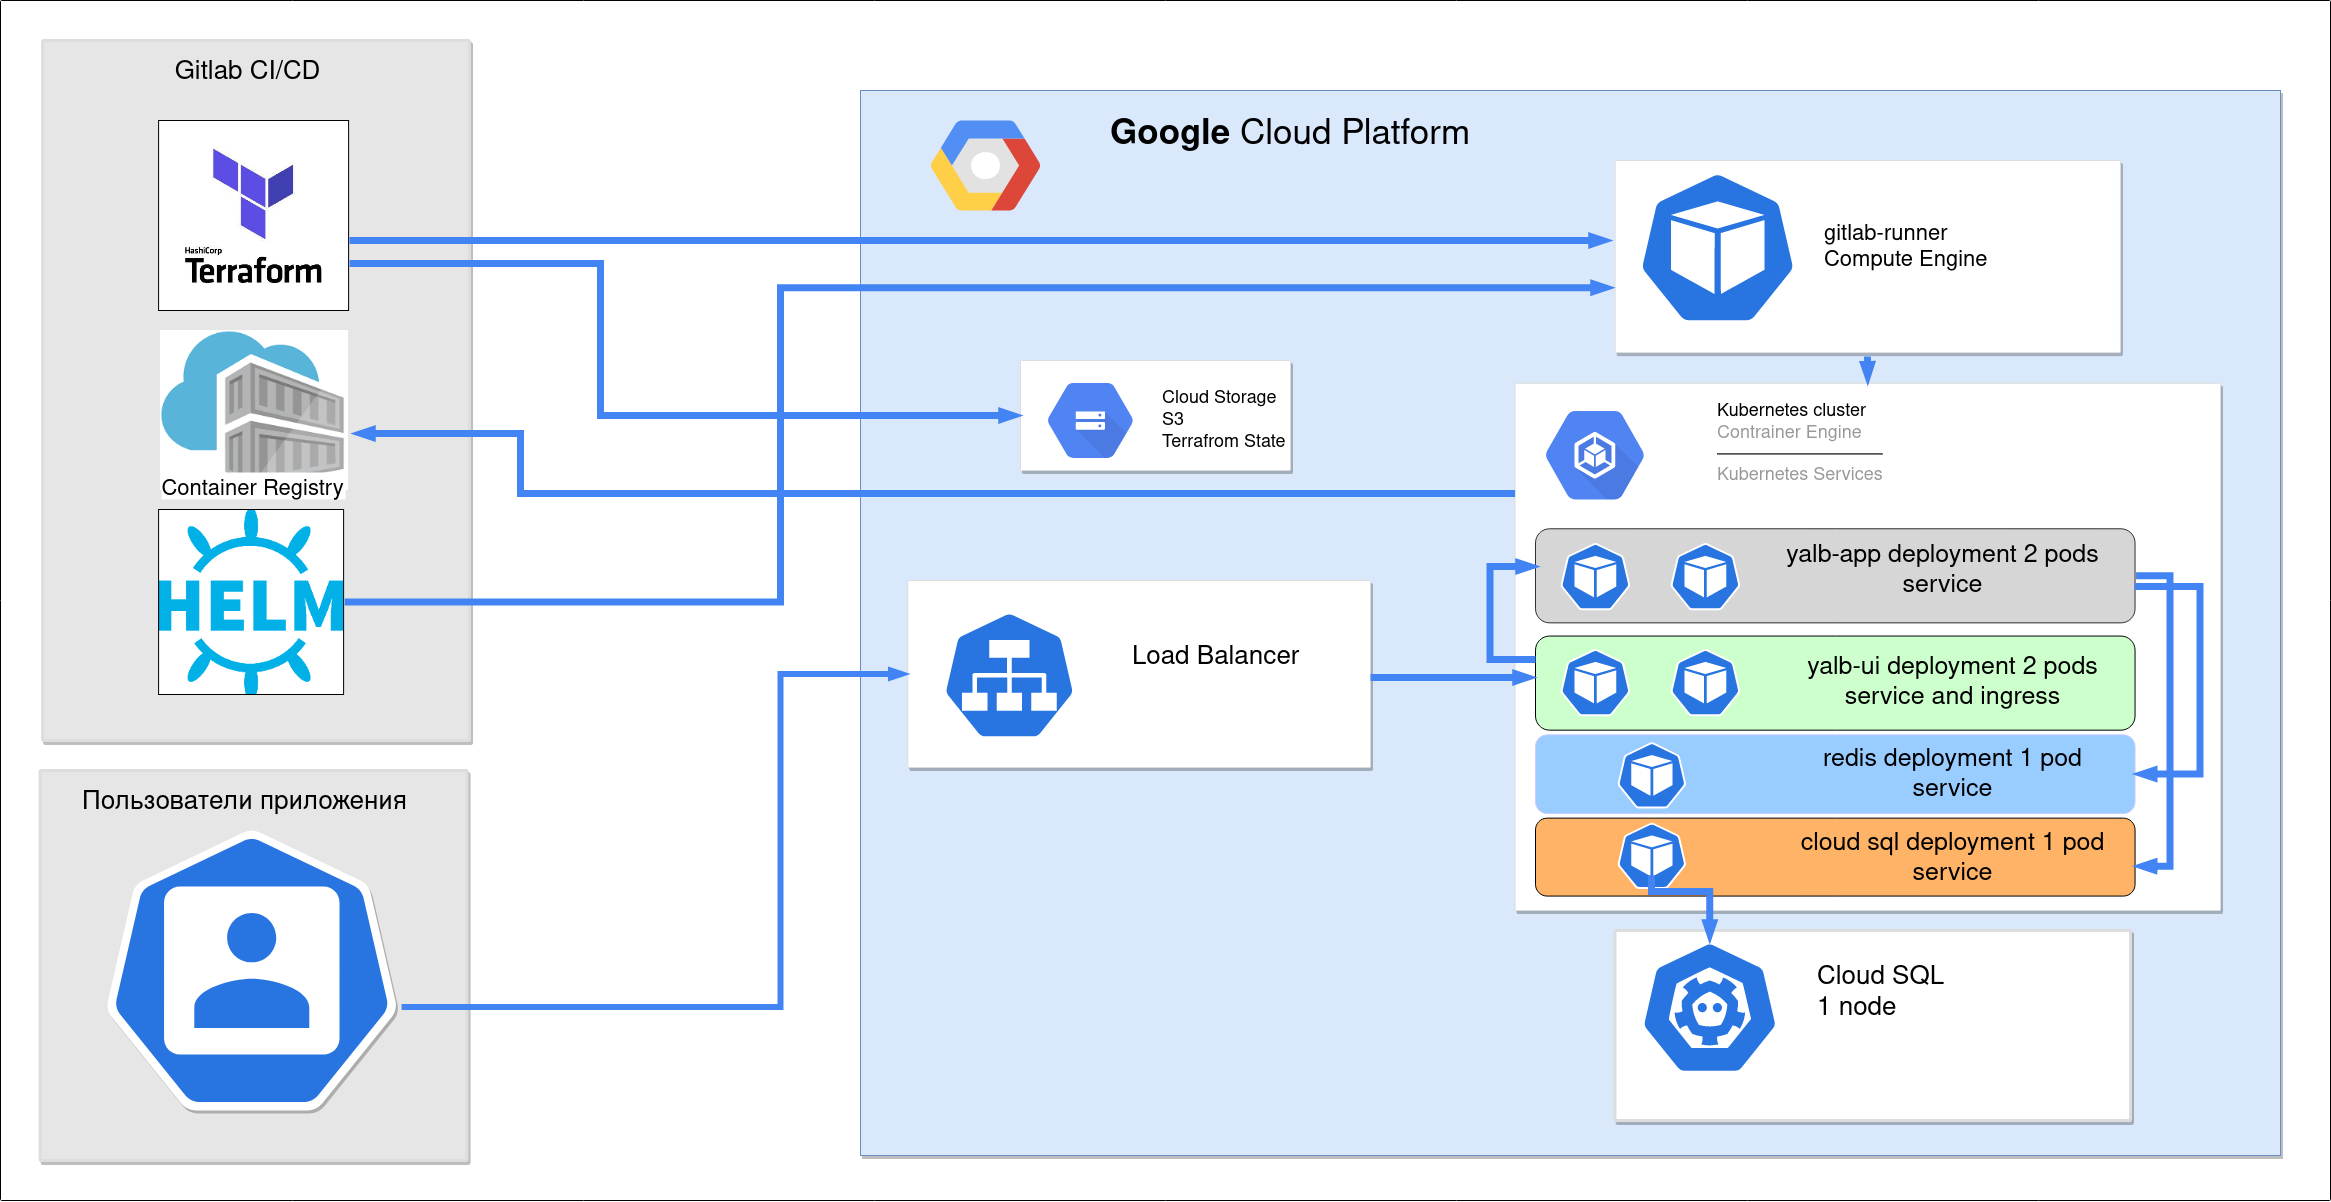 Gitlab CI/CD
HashiCorp
Terraform
Container Registry
HELM
Пользователи приложения
Google Cloud Platform
gitlab-runner
Compute Engine
Cloud Storage
S3
Terrafrom State
Kubernetes cluster
Contrainer Engine
Kubernetes Services
Load Balancer
yalb-app deployment 2 pods
service
yalb-ui deployment 2 pods
service and ingress
redis deployment 1 pod
service
cloud sql deployment 1 pod
service
Cloud SQL
1 node